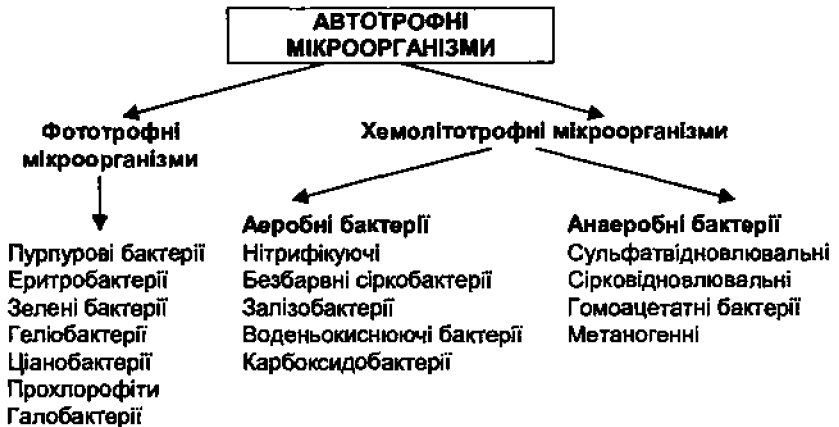 АВТОТРОФНІ
МІКРООРГАНІЗМИ
Фототрофні
мікроорганізми
Хемолітотрофні мікроорганізми
Пурпурові бактерії
Еритробактерії
Зелені бактерії
Геліобактерії
Ціанобактерії
Прохлорофіти
Галобактерії
Аеробні бактерії
Нітрифікуючі
Безбарвні сіркобактерії
Залізобактерії
Воденьокиснюючі бактерії
Карбоксидобактерії
Анаеробні бактерії
Сульфатвідновлювальні
Сірковідновлювальні
Гомоацетатні бактерії
Метаногенні